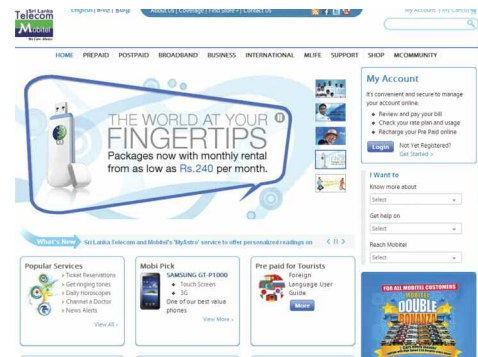 Sri Lanka
Telecom
Mobitel
We Care. Always.
English | සිංහල | தமிழ்
About Us | Coverage | Find Store | Contact Us
My Account | My Cart(0)
HOME PREPAID POSTPAID BROADBAND BUSINESS INTERNATIONAL MLIFE SUPPORT SHOP MCOMMUNITY
THE WORLD AT YOUR
FINGERTIPS
Packages now with monthly rental
from as low as Rs.240 per month.
My Account
It's convenient and secure to manage
your account online:
Review and pay your bill
Check your rate plan and usage
Recharge your Pre Paid online
Login
Not Yet Registered?
Get Started >
I Want to
Know more about
Select
Get help on
Select
Reach Mobitel
Select
What's New Sri Lanka Telecom and Mobitel's 'MyAstro' service to offer personalized readings on
Popular Services
» Ticket Reservations
» Get ringing tones
» Daily Horoscopes
» Channel a Doctor
» News Alerts
View All ›
Mobi Pick
SAMSUNG GT-P1000
Touch Screen
3G
One of our best value
phones
View More ›
Pre paid for Tourists
Foreign
Language User
Guide
More
FOR ALL MOBITEL CUSTOMERS
MOBITEL
DOUBLE
BONANZA